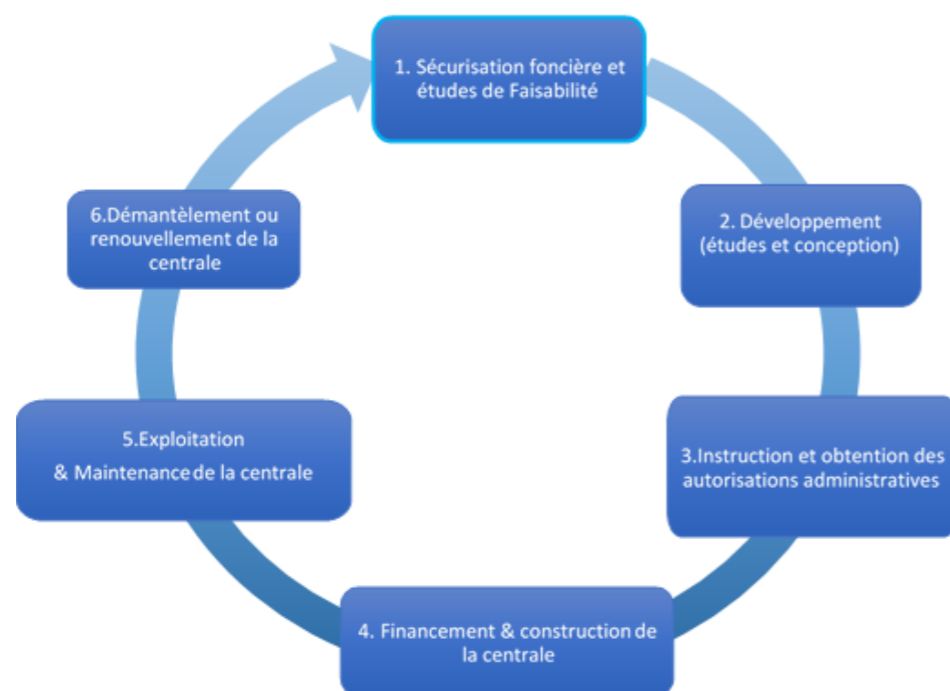 1. Sécurisation foncière et
études de Faisabilité
2. Développement
(études et conception)
3.Instruction et obtention des
autorisations administratives
4. Financement & construction de
la centrale
5.Exploitation
& Maintenance de la centrale
6.Démantèlement ou
renouvellement de la
centrale